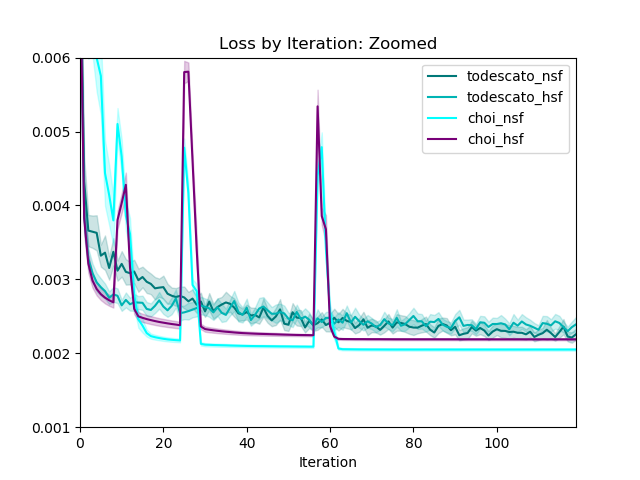 Loss by Iteration: Zoomed
0.006
0.005
0.004
0.003
0.002
0.001
todescato_nsf
todescato_hsf
choi_nsf
choi_hsf
0 20 40 60 80 100
Iteration